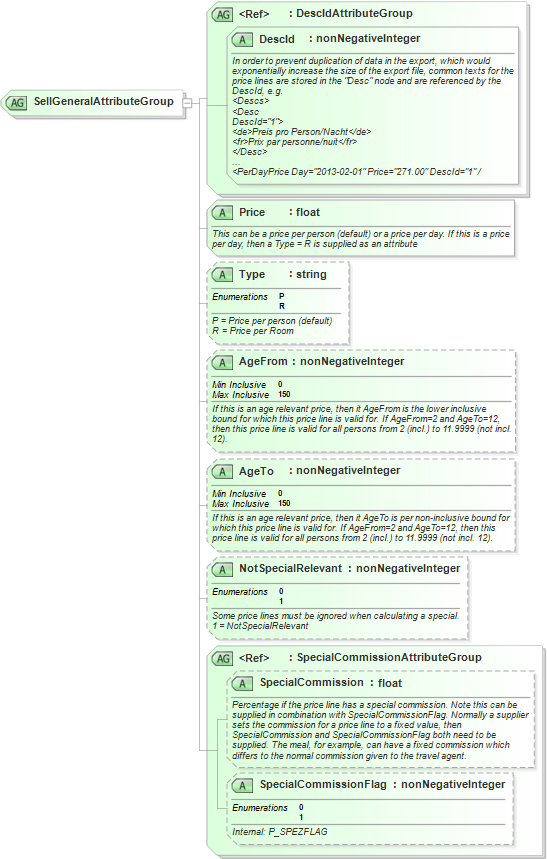 AG <Ref> : DescIdAttributeGroup
A DescId : nonNegativeInteger
In order to prevent duplication of data in the export, which would
exponentially increase the size of the export file, common texts for the
price lines are stored in the "Desc" node and are referenced by the
DescId, e.g.
<Descs>
<Desc
DescId="1">
<de>Preis pro Person/Nacht</de>
<fr>Prix par personne/nuit</fr>
</Desc>
...
<PerDayPrice Day="2013-02-01" Price="271.00" DescId="1" /
AG SellGeneralAttributeGroup
A Price : float
This can be a price per person (default) or a price per day. If this is a price
per day, then a Type = R is supplied as an attribute
A Type : string
Enumerations P
R
P = Price per person (default)
R = Price per Room
A AgeFrom : nonNegativeInteger
Min Inclusive 0
Max Inclusive 150
If this is an age relevant price, then it AgeFrom is the lower inclusive
bound for which this price line is valid for. If AgeFrom=2 and AgeTo=12,
then this price line is valid for all persons from 2 (incl.) to 11.9999 (not incl.
12).
A AgeTo : nonNegativeInteger
Min Inclusive 0
Max Inclusive 150
If this is an age relevant price, then it AgeTo is per non-inclusive bound for
which this price line is valid for. If AgeFrom=2 and AgeTo=12, then this
price line is valid for all persons from 2 (incl.) to 11.9999 (not incl. 12).
A NotSpecialRelevant : nonNegativeInteger
Enumerations 0
1
Some price lines must be ignored when calculating a special.
1 = NotSpecialRelevant
AG <Ref> : SpecialCommissionAttributeGroup
A SpecialCommission : float
Percentage if the price line has a special commission. Note this can be
supplied in combination with SpecialCommissionFlag. Normally a supplier
sets the commission for a price line to a fixed value, then
SpecialCommission and SpecialCommissionFlag both need to be
supplied. The meal, for example, can have a fixed commission which
differs to the normal commission given to the travel agent.
A SpecialCommissionFlag : nonNegativeInteger
Enumerations 0
1
Internal: P_SPEZFLAG